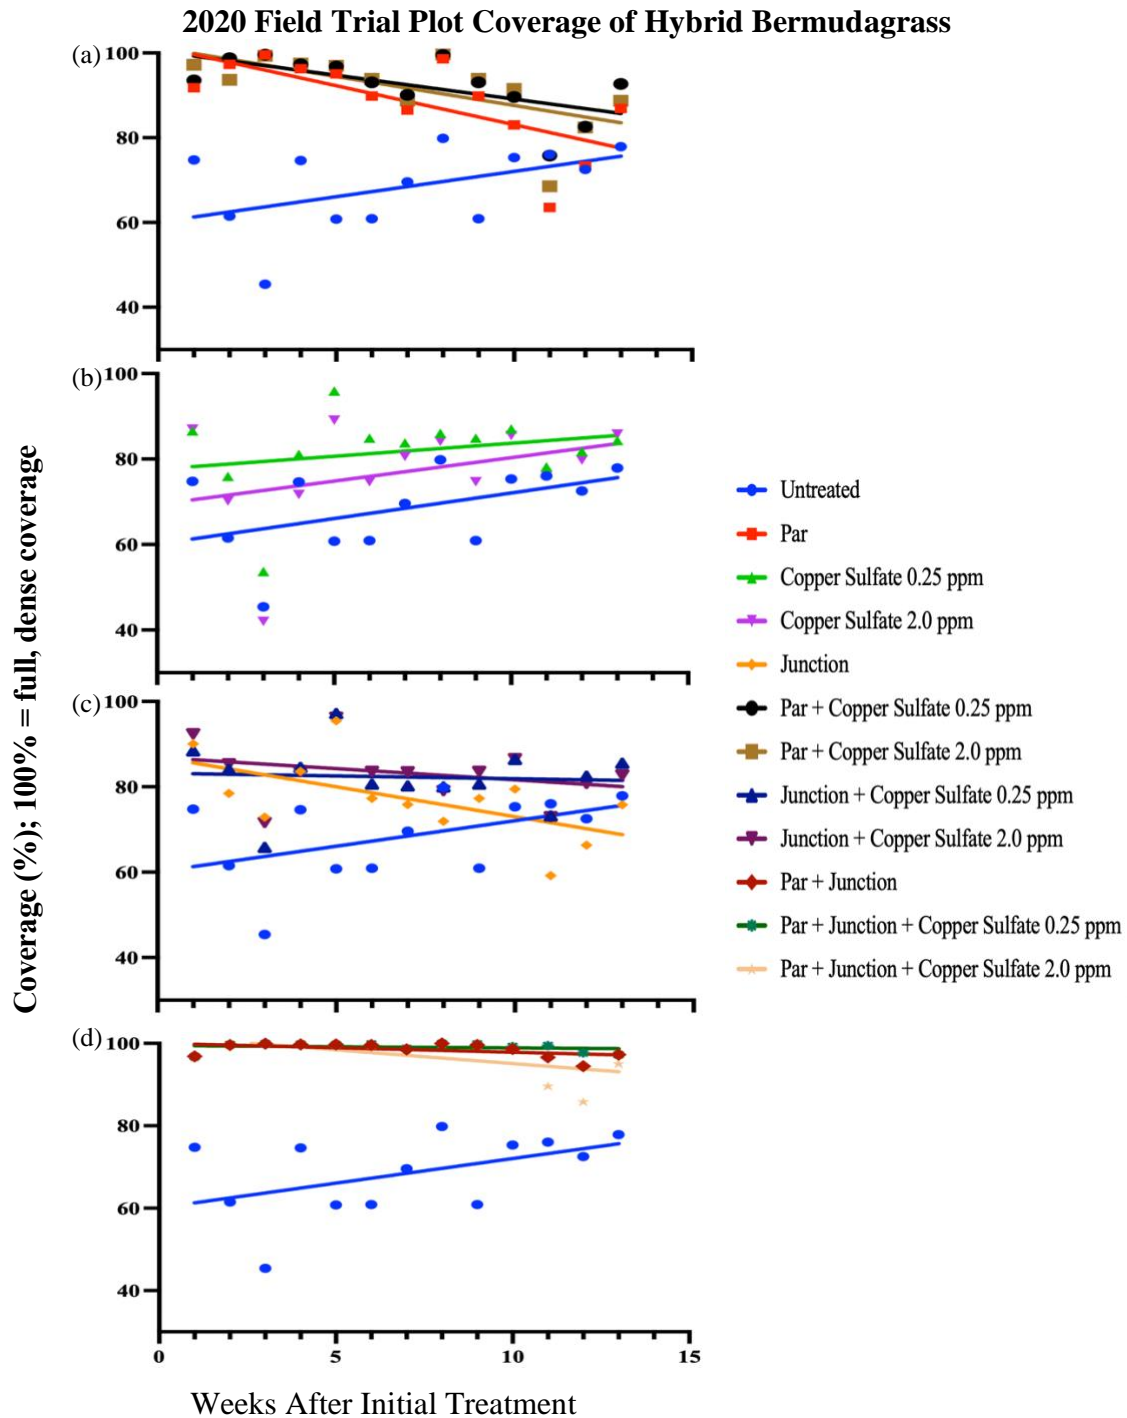 2020 Field Trial Plot Coverage of Hybrid Bermudagrass
(a)
100
80
60
40
(b)
100
80
60
40
(c)
100
80
60
40
(d)
100
80
60
40
0 5 10 15
Weeks After Initial Treatment
Coverage (%); 100% = full, dense coverage
Untreated
Par
Copper Sulfate 0.25 ppm
Copper Sulfate 2.0 ppm
Junction
Par + Copper Sulfate 0.25 ppm
Par + Copper Sulfate 2.0 ppm
Junction + Copper Sulfate 0.25 ppm
Junction + Copper Sulfate 2.0 ppm
Par + Junction
Par + Junction + Copper Sulfate 0.25 ppm
Par + Junction + Copper Sulfate 2.0 ppm